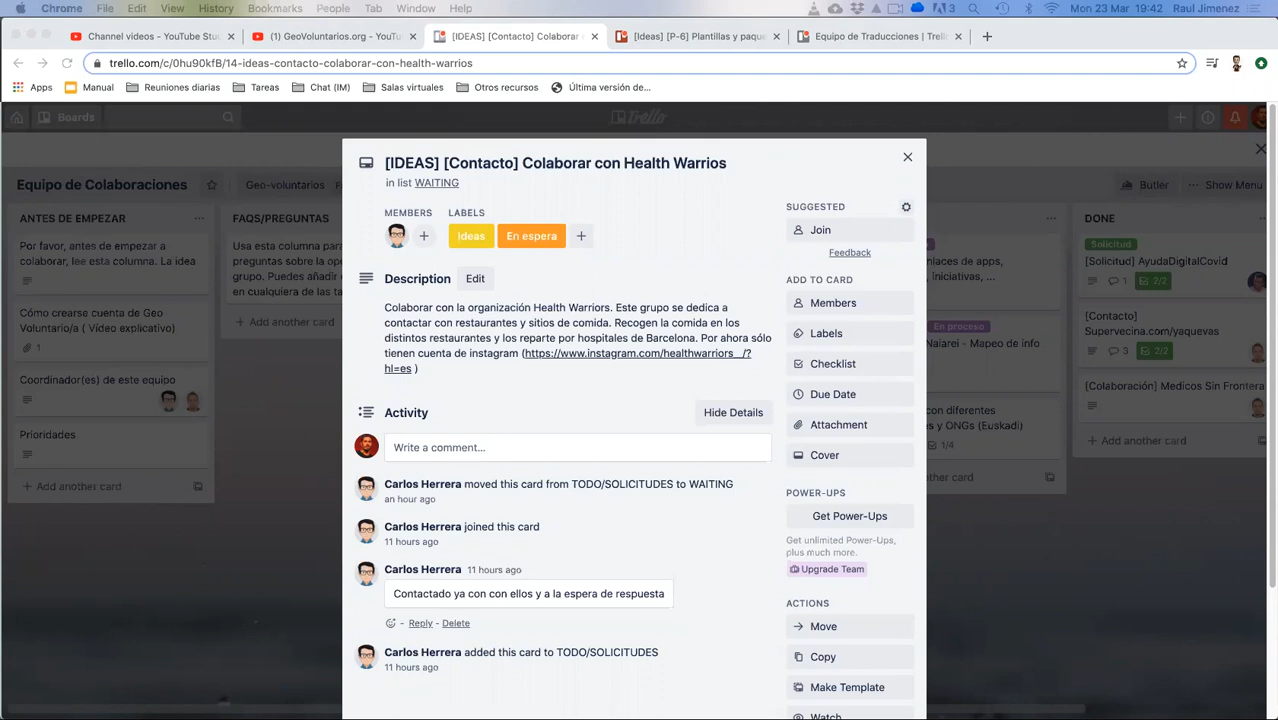 Chrome File Edit View History Bookmarks People Tab Window Help
3 Mon 23 Mar 19:42 Raul Jimenez
Channel videos - YouTube Stu
(1) GeoVoluntarios.org - YouTu
[IDEAS] [Contacto] Colaborar
[Ideas] [P-6] Plantillas y paque
Equipo de Traducciones | Trell
trello.com/c/0hu90kfB/14-ideas-contacto-colaborar-con-health-warrios
Apps Manual Reuniones diarias Tareas Chat (IM) Salas virtuales Otros recursos Última versión de...
Boards
Trello
Equipo de Colaboraciones
Geo-voluntarios
Butler
Show Menu
ANTES DE EMPEZAR
Por favor, antes de empezar a
colaborar, lee esta columna. La idea
Cómo crearse cuenta de Geo
Voluntario/a ( Vídeo explicativo)
1
Coordinador(es) de este equipo
Prioridades
+ Add another card
FAQS/PREGUNTAS
Usa esta columna para
preguntas sobre la ope
grupo. Puedes añadir
en cualquiera de las ta
+ Add another card
[IDEAS] [Contacto] Colaborar con Health Warrios
in list WAITING
MEMBERS
LABELS
Ideas
En espera
Description
Edit
Colaborar con la organización Health Warriors. Este grupo se dedica a
contactar con restaurantes y sitios de comida. Recogen la comida en los
distintos restaurantes y los reparte por hospitales de Barcelona. Por ahora sólo
tienen cuenta de instagram (https://www.instagram.com/healthwarriors__/?
hl=es )
Activity
Hide Details
Write a comment...
Carlos Herrera moved this card from TODO/SOLICITUDES to WAITING
an hour ago
Carlos Herrera joined this card
11 hours ago
Carlos Herrera 11 hours ago
Contactado ya con con ellos y a la espera de respuesta
- Reply - Delete
Carlos Herrera added this card to TODO/SOLICITUDES
11 hours ago
SUGGESTED
Join
Feedback
ADD TO CARD
Members
Labels
Checklist
Due Date
Attachment
Cover
POWER-UPS
Get Power-Ups
Get unlimited Power-Ups,
plus much more.
Upgrade Team
ACTIONS
Move
Copy
Make Template
Watch
nlaces de apps,
, iniciativas, ...
En proceso
Naiarei - Mapeo de info
con diferentes
s y ONGs (Euskadi)
1/4
DONE
Solicitud
[Solicitud] AyudaDigitalCovid
1 2/2
[Contacto]
Supervecina.com/yaquevas
3 2/2
[Colaboración] Medicos Sin Frontera
+ Add another card